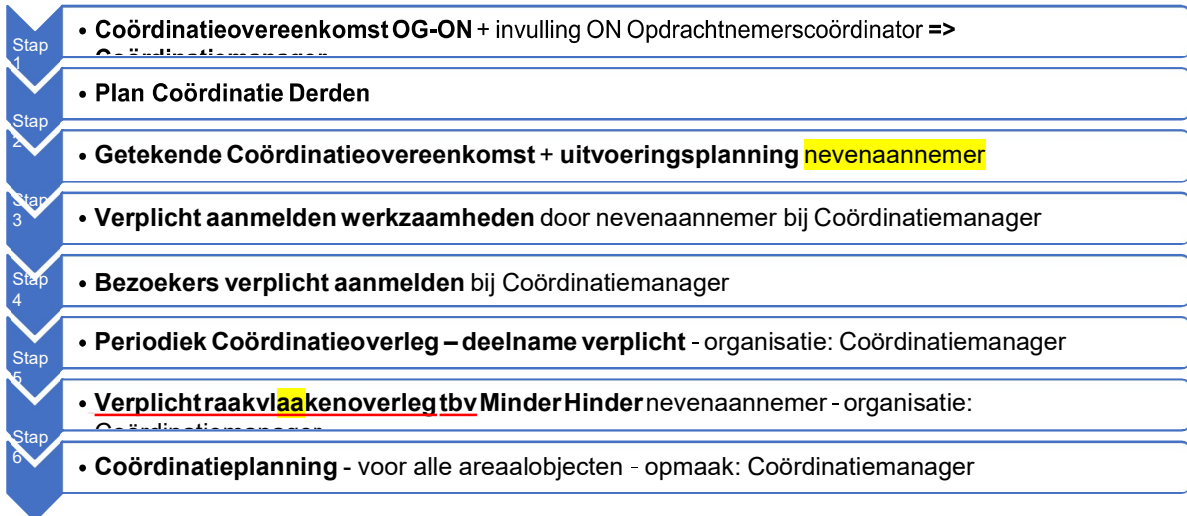 Stap
1
• Coördinatieovereenkomst OG-ON + invulling ON Opdrachtnemerscoördinator =>
Coördinatiemanager
Stap
2
• Plan Coördinatie Derden
Stap
3
• Getekende Coördinatieovereenkomst + uitvoeringsplanning nevenaannemer
Stap
4
• Verplicht aanmelden werkzaamheden door nevenaannemer bij Coördinatiemanager
Stap
5
• Bezoekers verplicht aanmelden bij Coördinatiemanager
Stap
6
• Periodiek Coördinatieoverleg – deelname verplicht - organisatie: Coördinatiemanager
• Verplicht raakvlaakenoverleg tbv Minder Hinder nevenaannemer - organisatie:
Coördinatiemanager
• Coördinatieplanning - voor alle areaalobjecten - opmaak: Coördinatiemanager